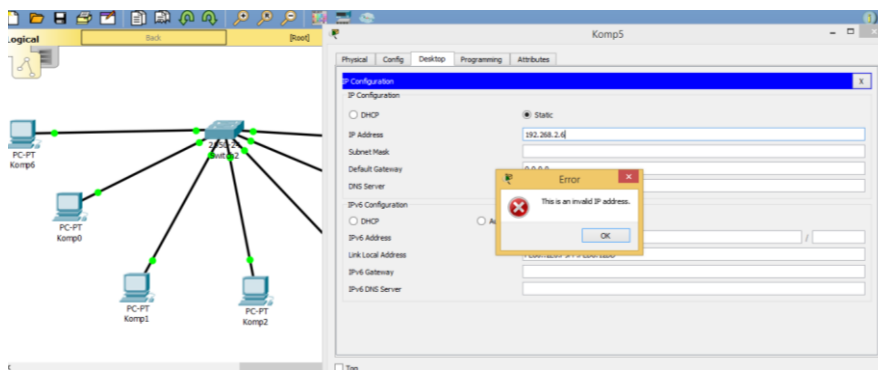 Logical
Back
[Root]
Komp5
Physical
Config
Desktop
Programming
Attributes
IP Configuration
X
IP Configuration
DHCP
Static
IP Address
192.168.2.6
Subnet Mask
Default Gateway
0.0.0.0
DNS Server
Error
This is an invalid IP address.
OK
IPv6 Configuration
DHCP
IPv6 Address
/
Link Local Address
IPv6 Gateway
IPv6 DNS Server
Top
PC-PT
Komp6
PC-PT
Komp0
PC-PT
Komp1
PC-PT
Komp2